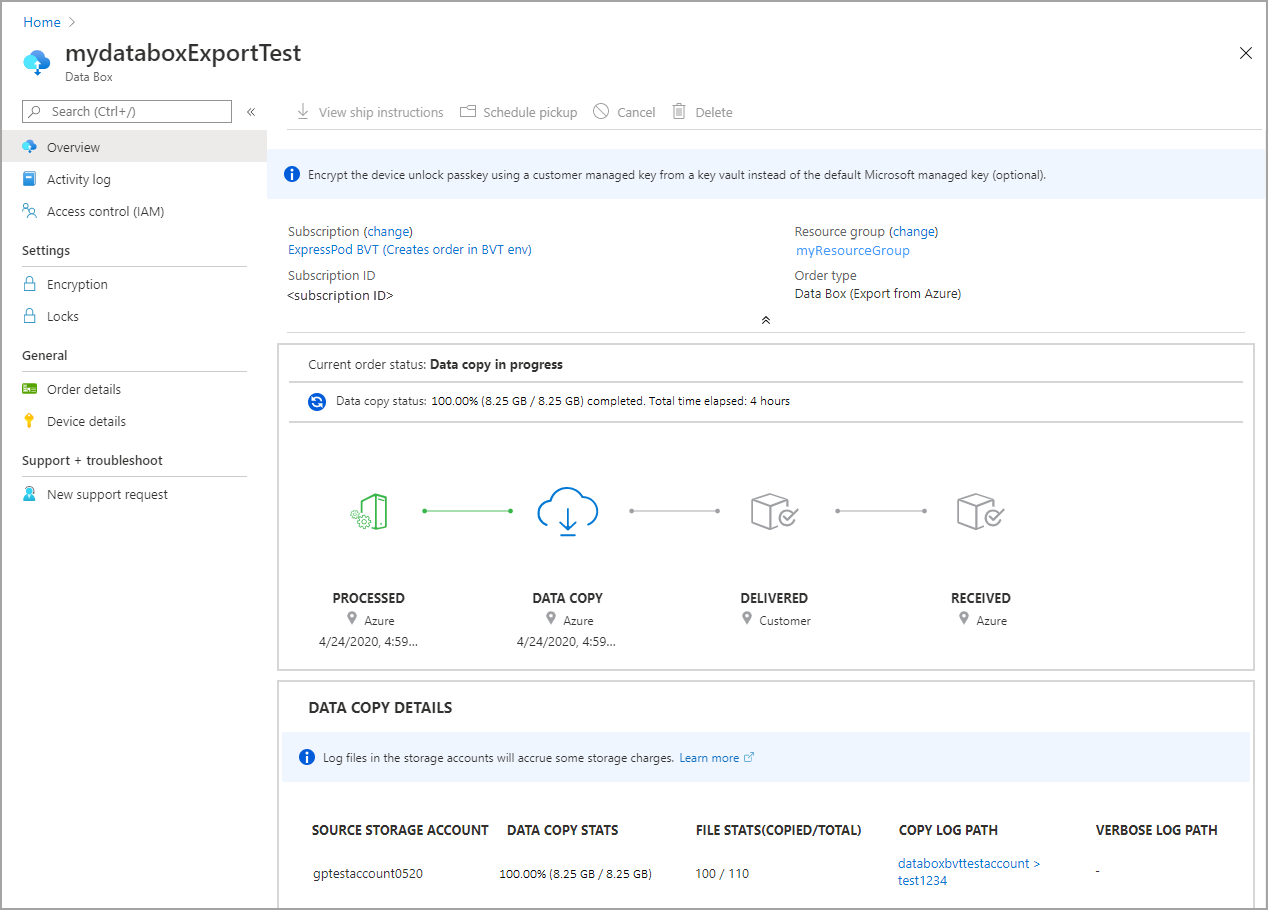 Home >
mydataboxExportTest
Data Box
Search (Ctrl+/)
«
View ship instructions
Schedule pickup
Cancel
Delete
Overview
Activity log
Access control (IAM)
Settings
Encryption
Locks
General
Order details
Device details
Support + troubleshoot
New support request
Encrypt the device unlock passkey using a customer managed key from a key vault instead of the default Microsoft managed key (optional).
Subscription (change)
ExpressPod BVT (Creates order in BVT env)
Subscription ID
<subscription ID>
Resource group (change)
myResourceGroup
Order type
Data Box (Export from Azure)
Current order status: Data copy in progress
Data copy status: 100.00% (8.25 GB / 8.25 GB) completed. Total time elapsed: 4 hours
PROCESSED
Azure
4/24/2020, 4:59...
DATA COPY
Azure
4/24/2020, 4:59...
DELIVERED
Customer
RECEIVED
Azure
DATA COPY DETAILS
Log files in the storage accounts will accrue some storage charges. Learn more
SOURCE STORAGE ACCOUNT DATA COPY STATS FILE STATS(COPIED/TOTAL) COPY LOG PATH VERBOSE LOG PATH
gptestaccount0520 100.00% (8.25 GB / 8.25 GB) 100 / 110 databoxbvttestaccount > -
test1234